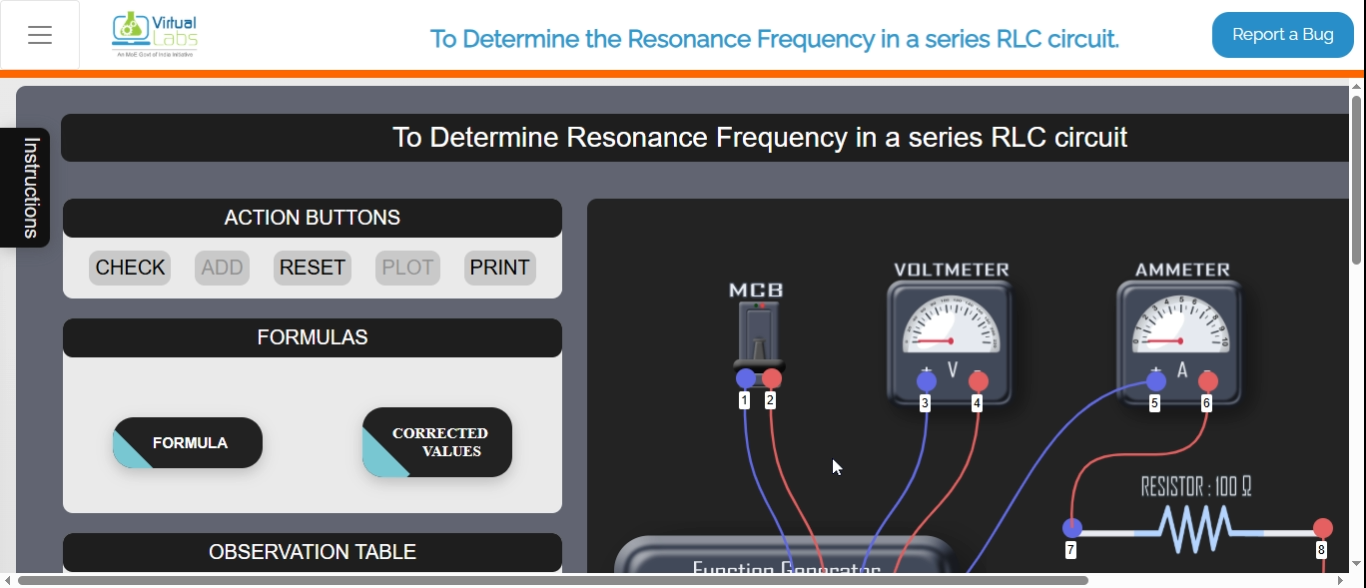 Virtual
Labs
An MoE Govt of India Initiative
To Determine the Resonance Frequency in a series RLC circuit.
Report a Bug
Instructions
To Determine Resonance Frequency in a series RLC circuit
ACTION BUTTONS
CHECK ADD RESET PLOT PRINT
FORMULAS
FORMULA
CORRECTED
VALUES
OBSERVATION TABLE
MCB
1 2
VOLTMETER
+ V -
3 4
AMMETER
+ A -
5 6
RESISTOR : 100 Ω
7 8
Function Generator